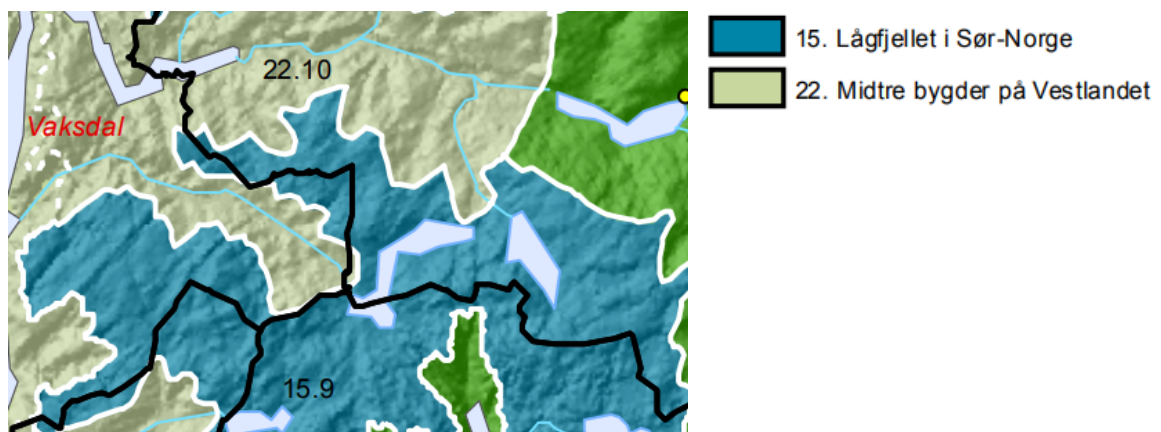 22.10
Vaksdal
15.9
15. Lågfjellet i Sør-Norge
22. Midtre bygder på Vestlandet